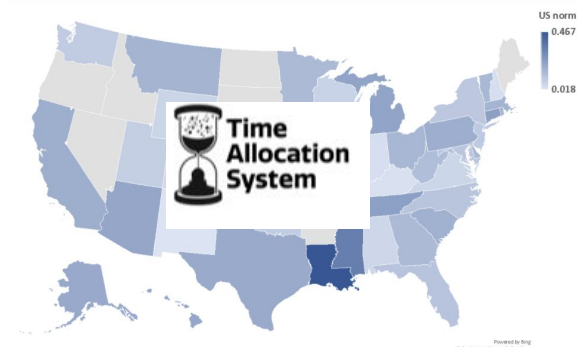 US norm
0.467
0.018
Time
Allocation
System
Powered by Bing